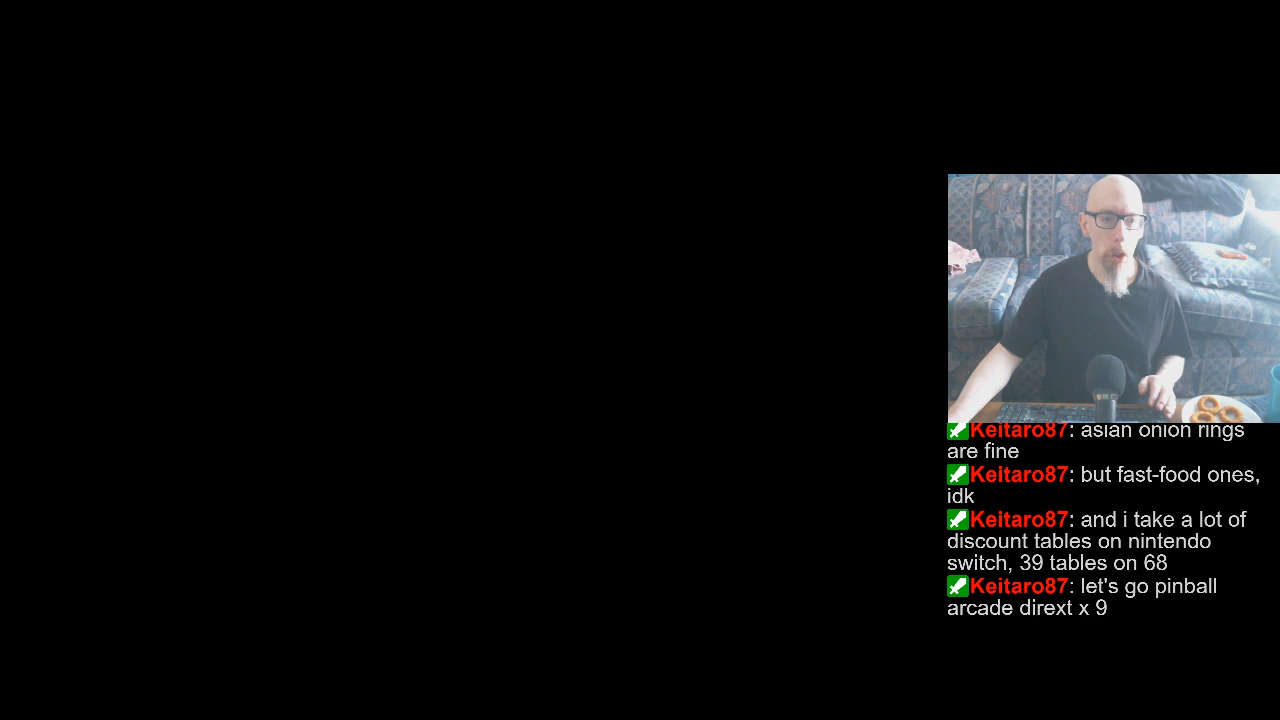 Keitaro87: asian onion rings
are fine
Keitaro87: but fast-food ones,
idk
Keitaro87: and i take a lot of
discount tables on nintendo
switch, 39 tables on 68
Keitaro87: let's go pinball
arcade dirext x 9